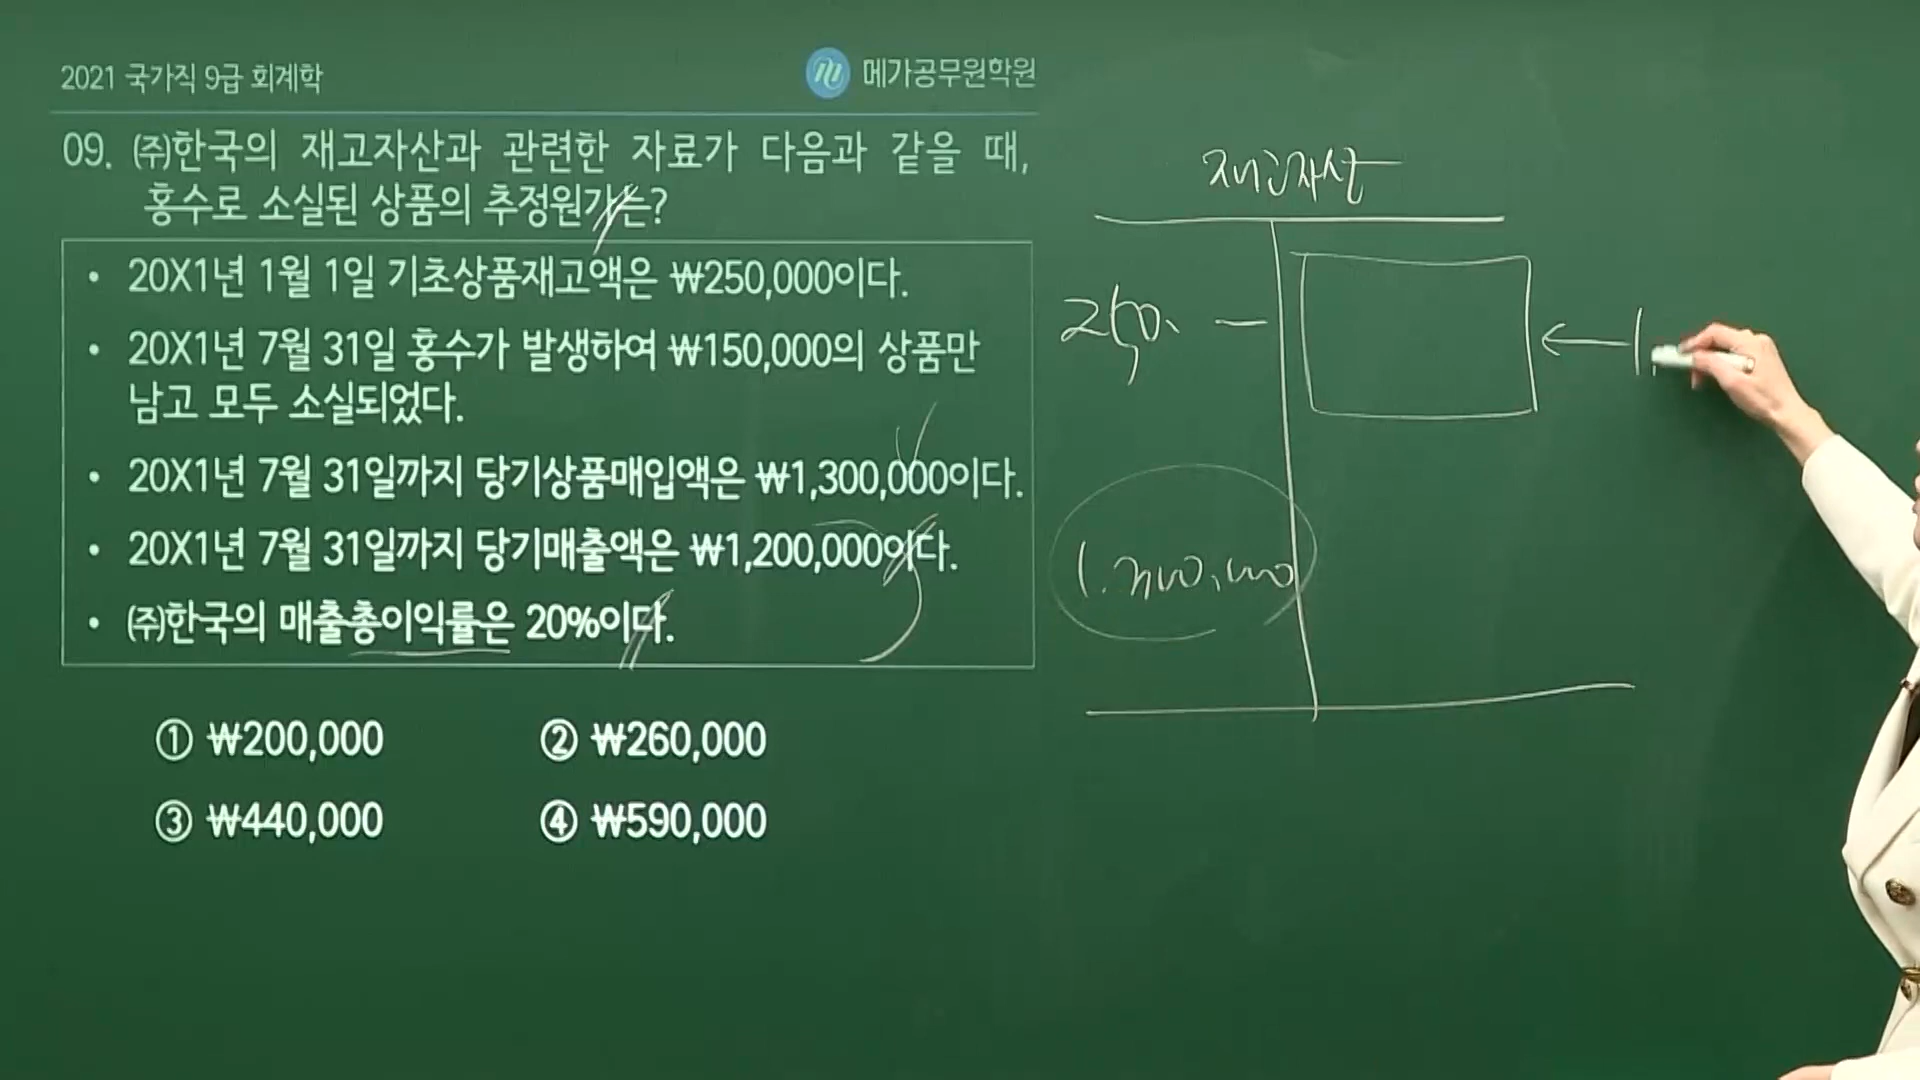 2021 국가직 9급 회계학
메가공무원학원
09. ㈜한국의 재고자산과 관련한 자료가 다음과 같을 때,
홍수로 소실된 상품의 추정원가는?
• 20X1년 1월 1일 기초상품재고액은 ₩250,000이다.
• 20X1년 7월 31일 홍수가 발생하여 ₩150,000의 상품만
남고 모두 소실되었다.
• 20X1년 7월 31일까지 당기상품매입액은 ₩1,300,000이다.
• 20X1년 7월 31일까지 당기매출액은 ₩1,200,000이다.
• ㈜한국의 매출총이익률은 20%이다.
① ₩200,000
② ₩260,000
③ ₩440,000
④ ₩590,000
재고자산
1.